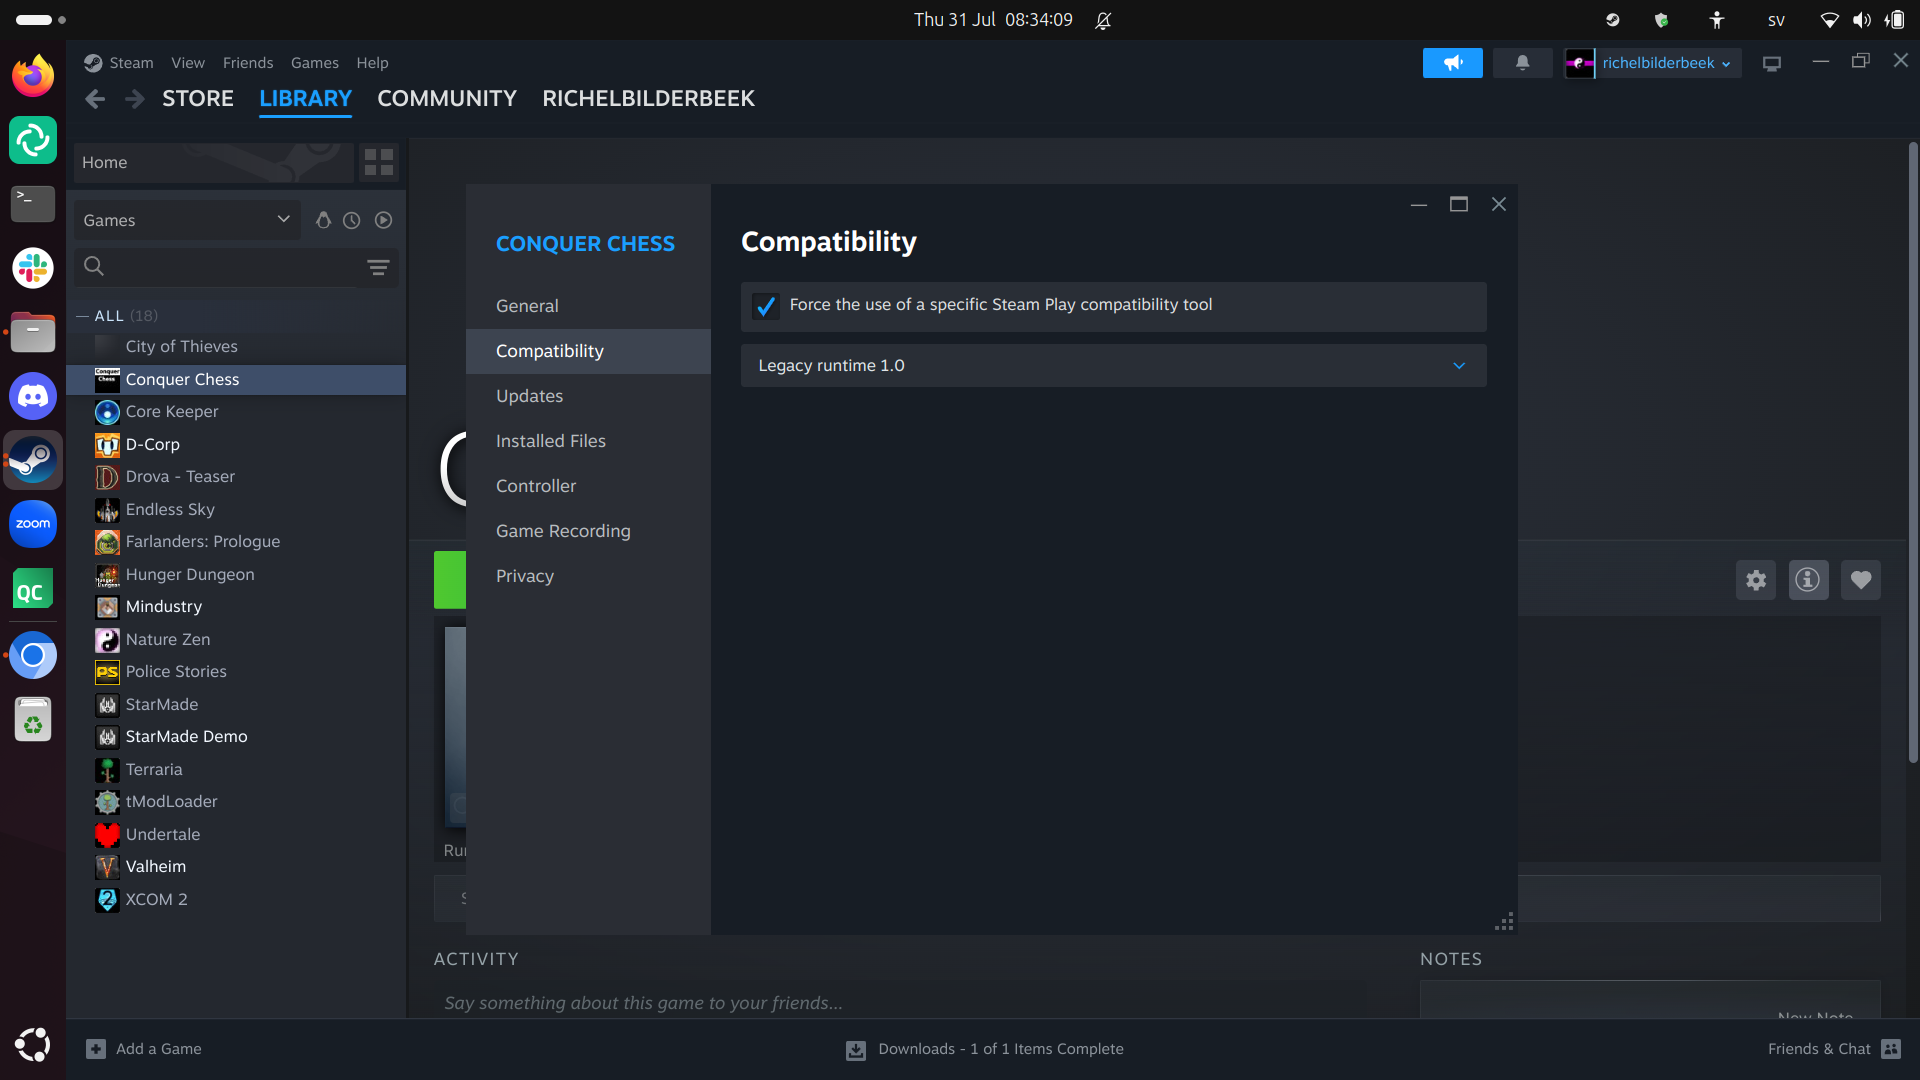 Thu 31 Jul 08:34:09
sv
Steam View Friends Games Help
richelbilderbeek
STORE LIBRARY COMMUNITY RICHELBILDERBEEK
Home
Games
— ALL (18)
City of Thieves
Conquer Chess
Core Keeper
D-Corp
Drova - Teaser
Endless Sky
Farlanders: Prologue
Hunger Dungeon
Mindustry
Nature Zen
Police Stories
StarMade
StarMade Demo
Terraria
tModLoader
Undertale
Valheim
XCOM 2
zoom
QC
CONQUER CHESS
General
Compatibility
Updates
Installed Files
Controller
Game Recording
Privacy
Compatibility
Force the use of a specific Steam Play compatibility tool
Legacy runtime 1.0
ACTIVITY
Say something about this game to your friends...
NOTES
New Note
Add a Game
Downloads - 1 of 1 Items Complete
Friends & Chat